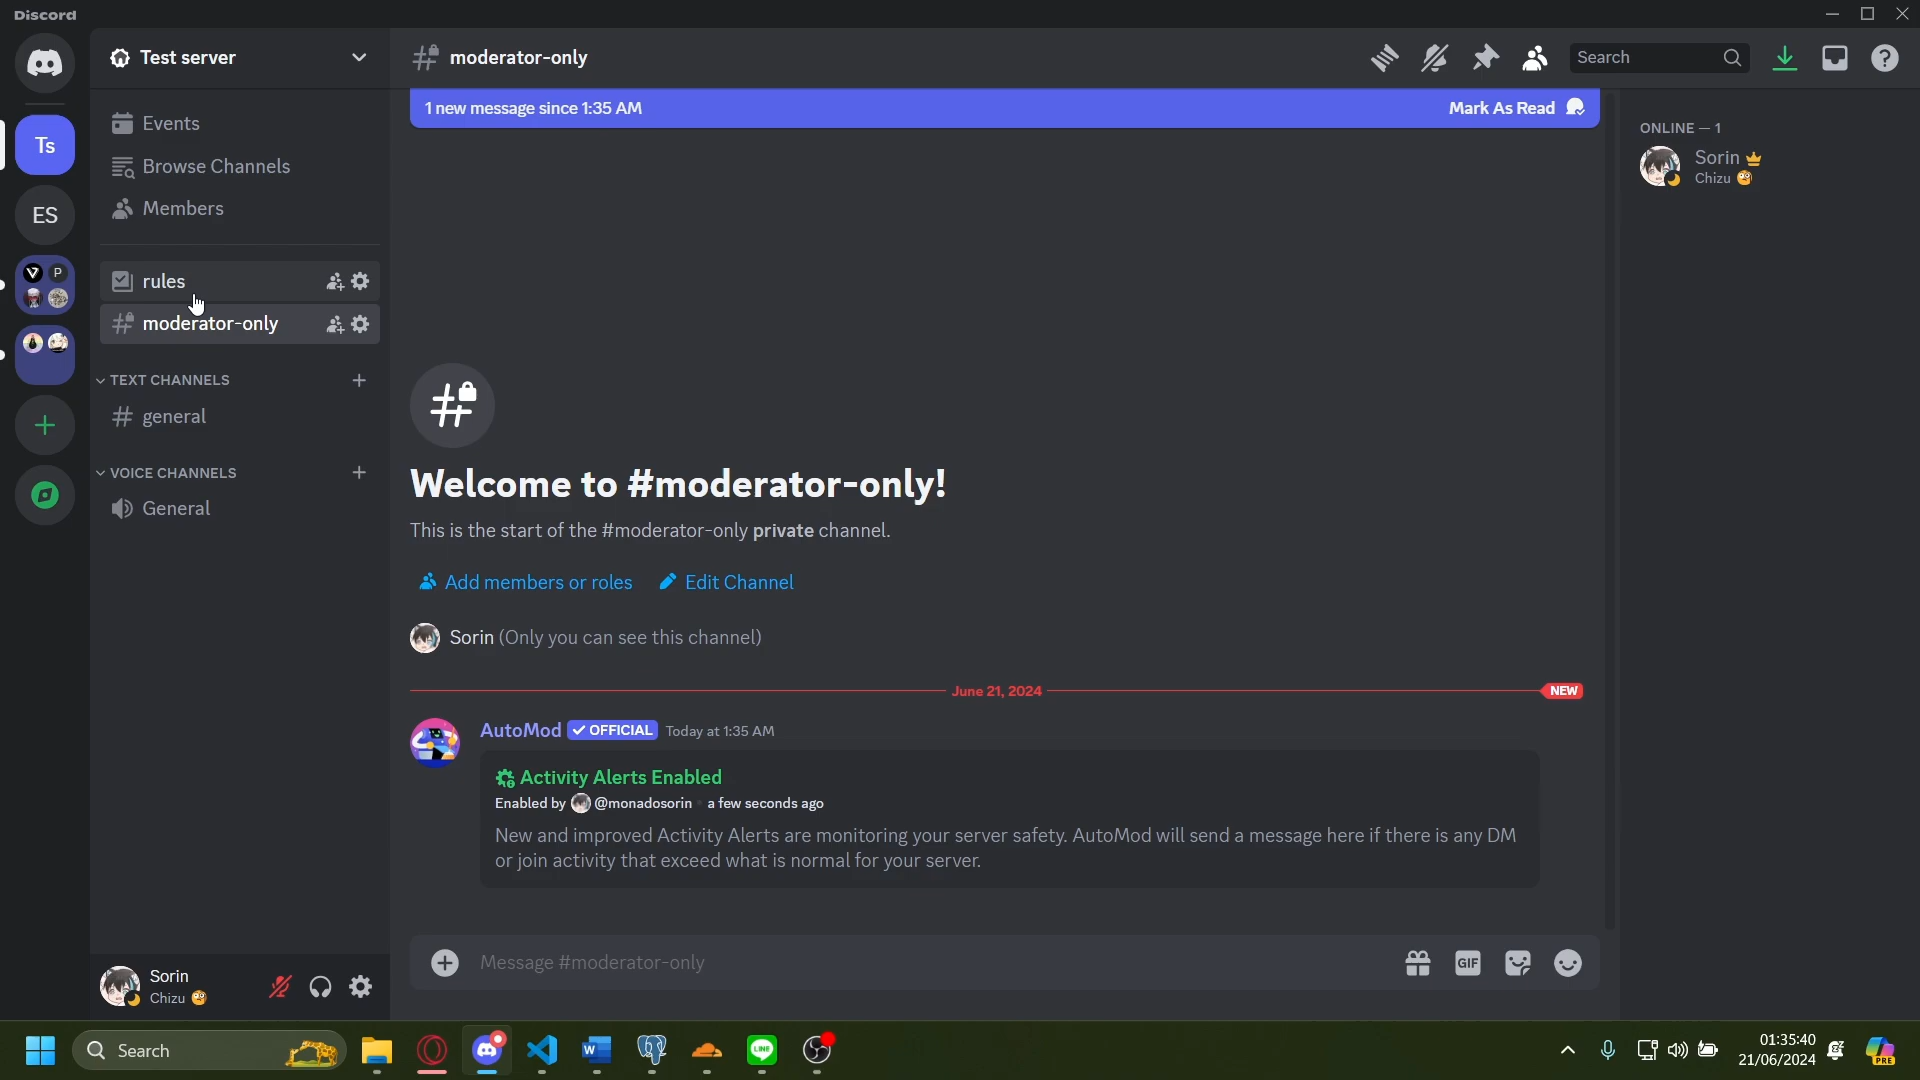 Discord
Test server
moderator-only
Search
Ts
ES
P
Events
Browse Channels
Members
rules
moderator-only
TEXT CHANNELS
general
VOICE CHANNELS
General
1 new message since 1:35 AM
Mark As Read
Welcome to #moderator-only!
This is the start of the #moderator-only private channel.
Add members or roles
Edit Channel
Sorin (Only you can see this channel)
June 21, 2024
NEW
AutoMod ✓ OFFICIAL Today at 1:35 AM
Activity Alerts Enabled
Enabled by @monadosorin a few seconds ago
New and improved Activity Alerts are monitoring your server safety. AutoMod will send a message here if there is any DM
or join activity that exceed what is normal for your server.
Message #moderator-only
GIF
ONLINE — 1
Sorin
Chizu
Sorin
Chizu
Search
W
LINE
01:35:40
21/06/2024
PRE